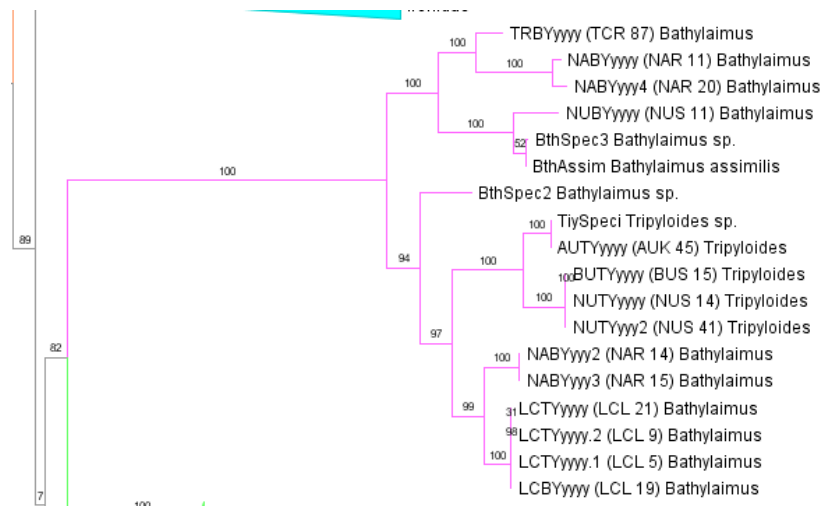 100
TRBYyyyy (TCR 87) Bathylaimus
100
NABYyyyy (NAR 11) Bathylaimus
100
NABYyyy4 (NAR 20) Bathylaimus
100
NUBYyyyy (NUS 11) Bathylaimus
100
52
BthSpec3 Bathylaimus sp.
BthAssim Bathylaimus assimilis
100
BthSpec2 Bathylaimus sp.
100
TiySpeci Tripyloides sp.
89
94
100
AUTYyyyy (AUK 45) Tripyloides
100
BUTYyyyy (BUS 15) Tripyloides
100
NUTYyyyy (NUS 14) Tripyloides
NUTYyyy2 (NUS 41) Tripyloides
97
82
100
NABYyyy2 (NAR 14) Bathylaimus
NABYyyy3 (NAR 15) Bathylaimus
99
31
LCTYyyyy (LCL 21) Bathylaimus
98
LCTYyyyy.2 (LCL 9) Bathylaimus
100
LCTYyyyy.1 (LCL 5) Bathylaimus
LCBYyyyy (LCL 19) Bathylaimus
7
100